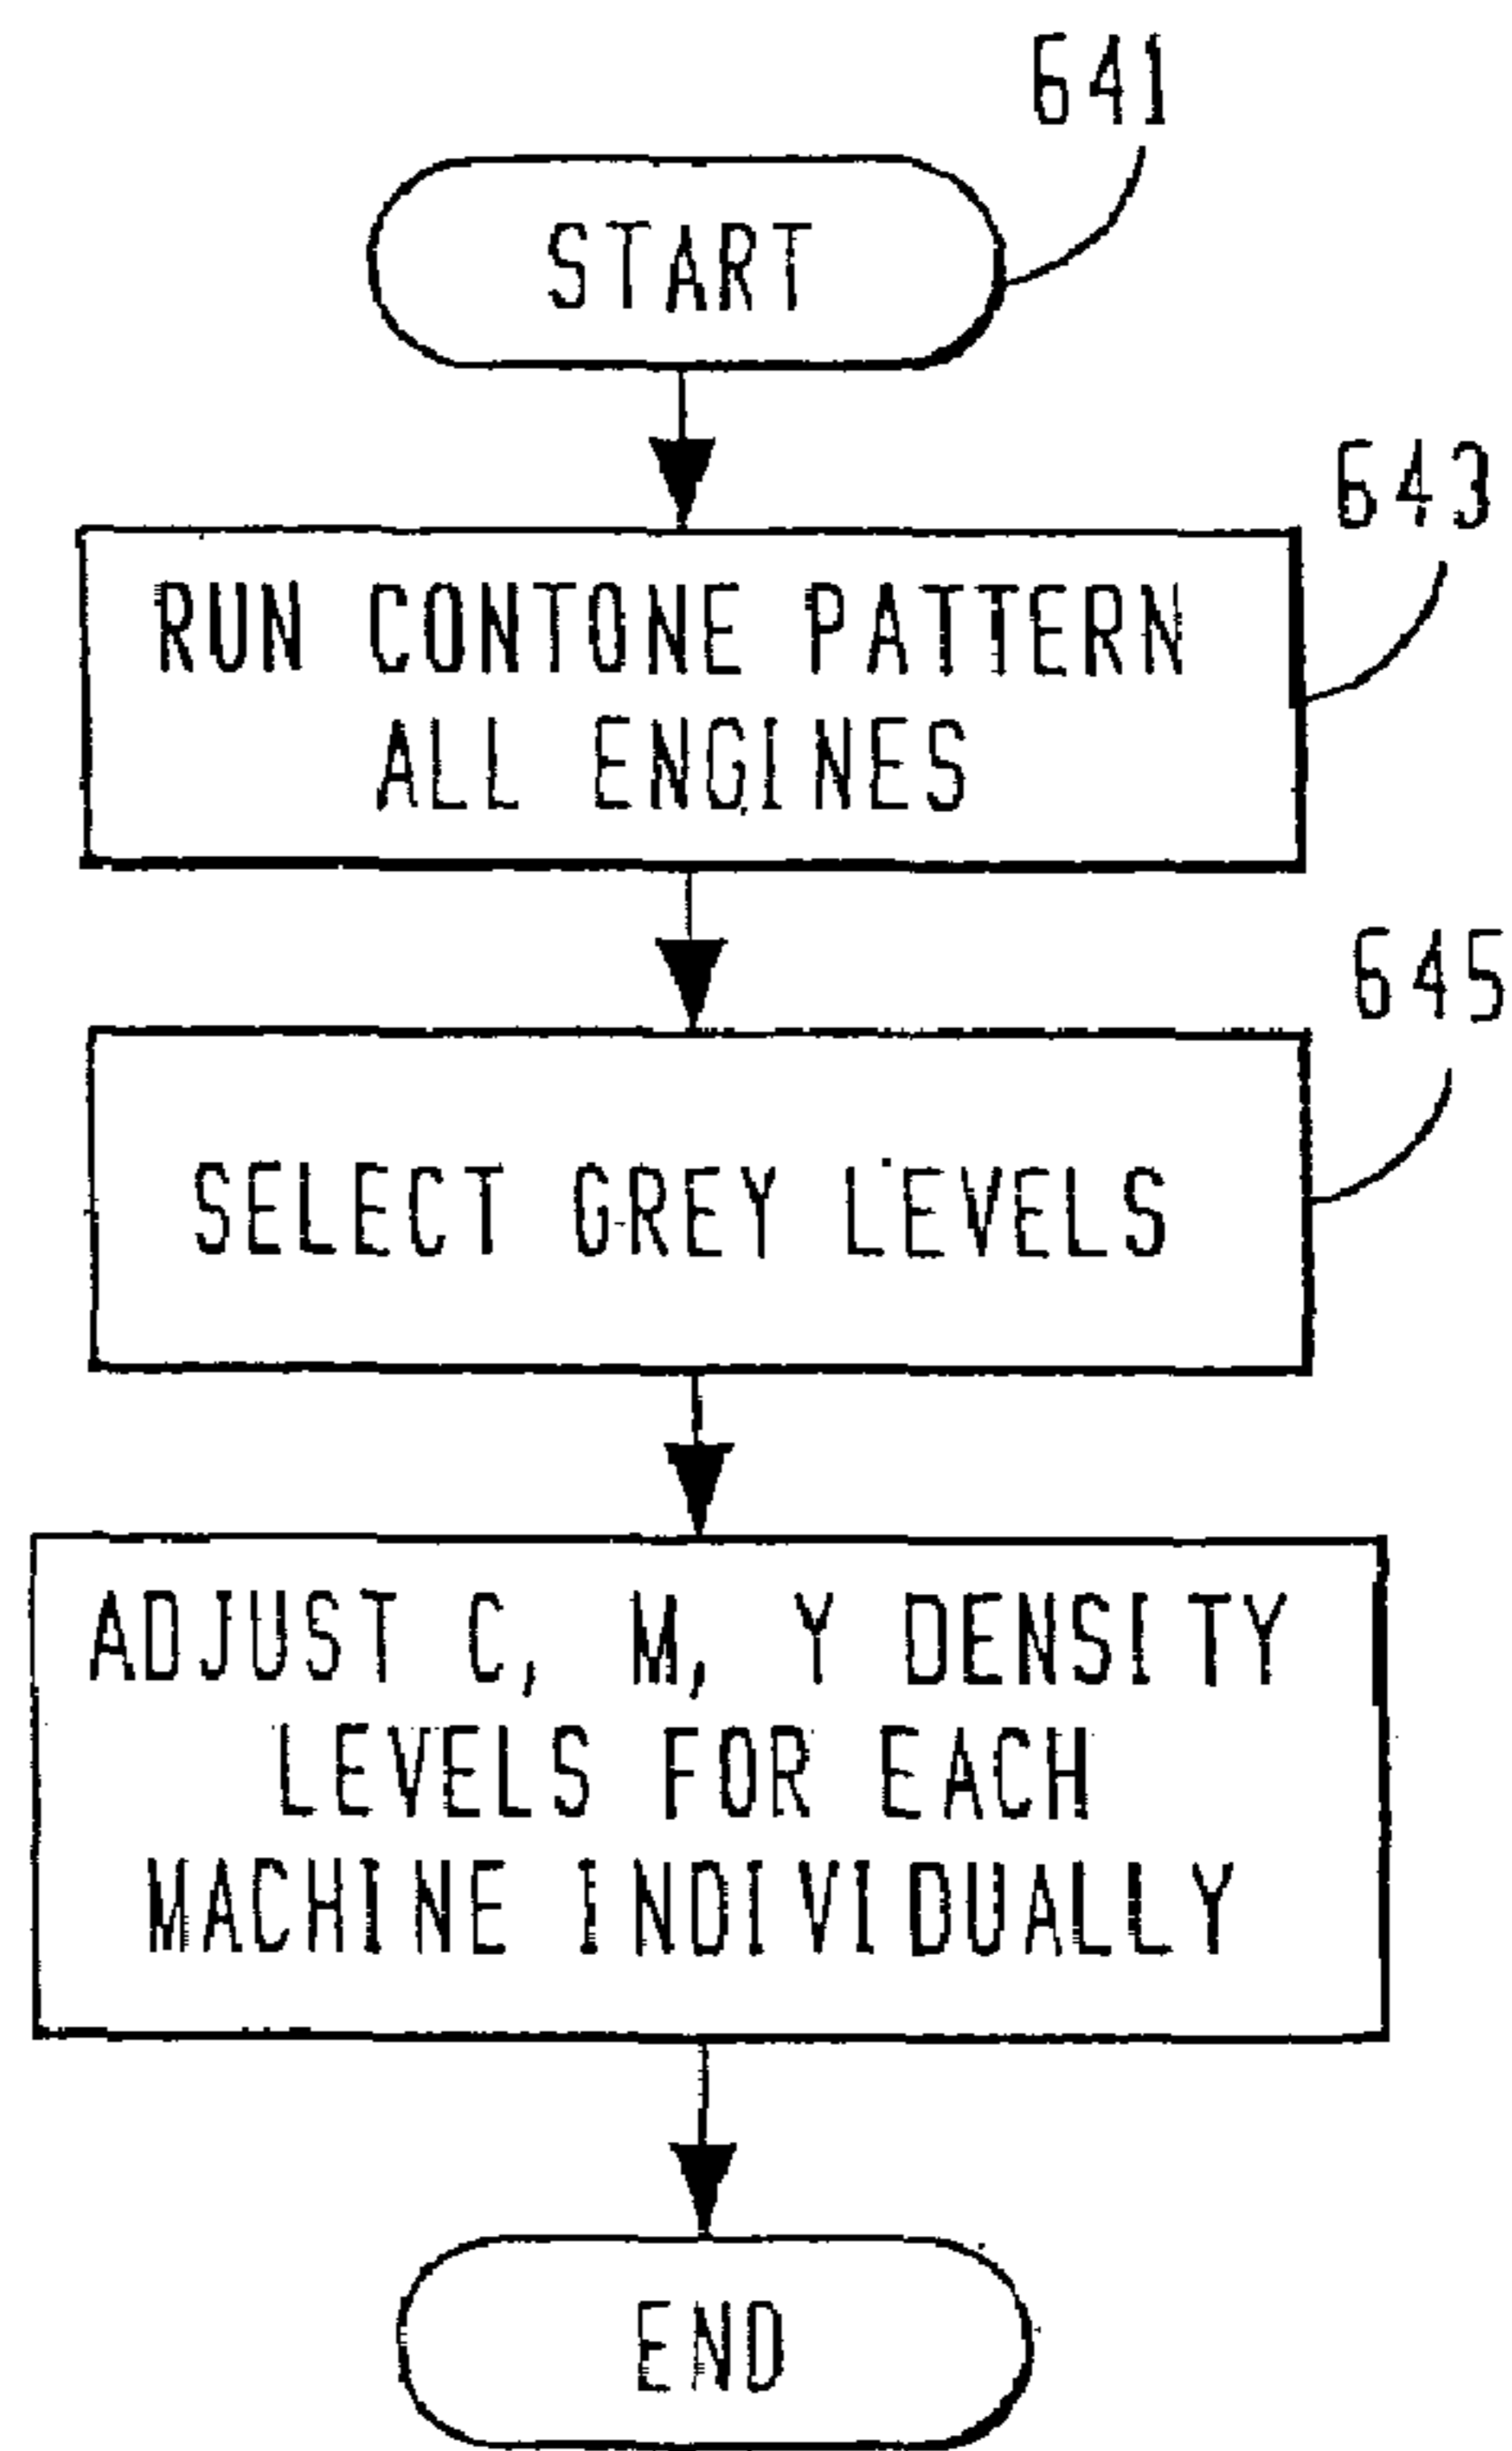 641
START
643
RUN CONTONE PATTERN
ALL ENGINES
645
SELECT GREY LEVELS
ADJUST C, M, Y DENSITY
LEVELS FOR EACH
MACHINE INDIVIDUALLY
END